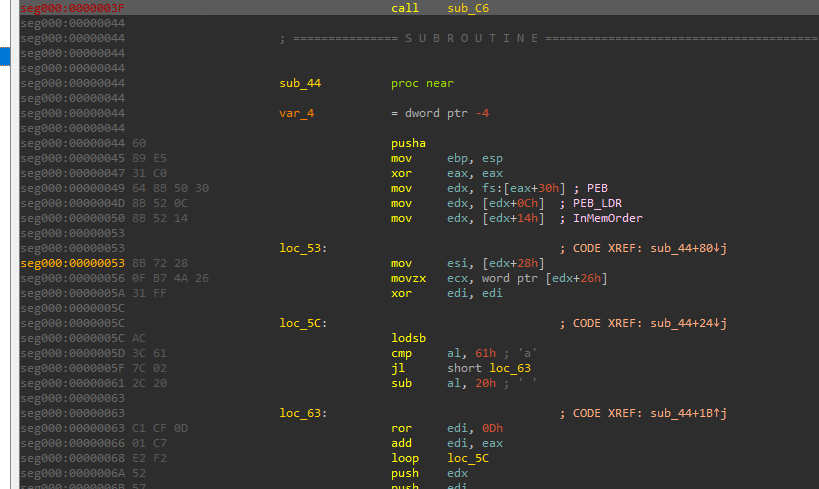 seg000:0000003F call sub_C6
seg000:00000044
seg000:00000044 ; =============== S U B R O U T I N E =======================================
seg000:00000044
seg000:00000044
seg000:00000044 sub_44 proc near
seg000:00000044
seg000:00000044 var_4 = dword ptr -4
seg000:00000044
seg000:00000044 60 pusha
seg000:00000045 89 E5 mov ebp, esp
seg000:00000047 31 C0 xor eax, eax
seg000:00000049 64 8B 50 30 mov edx, fs:[eax+30h] ; PEB
seg000:0000004D 8B 52 0C mov edx, [edx+0Ch] ; PEB_LDR
seg000:00000050 8B 52 14 mov edx, [edx+14h] ; InMemOrder
seg000:00000053
seg000:00000053 loc_53: ; CODE XREF: sub_44+80↓j
seg000:00000053 8B 72 28 mov esi, [edx+28h]
seg000:00000056 0F B7 4A 26 movzx ecx, word ptr [edx+26h]
seg000:0000005A 31 FF xor edi, edi
seg000:0000005C
seg000:0000005C loc_5C: ; CODE XREF: sub_44+24↓j
seg000:0000005C AC lodsb
seg000:0000005D 3C 61 cmp al, 61h ; 'a'
seg000:0000005F 7C 02 jl short loc_63
seg000:00000061 2C 20 sub al, 20h ; ' '
seg000:00000063
seg000:00000063 loc_63: ; CODE XREF: sub_44+1B↑j
seg000:00000063 C1 CF 0D ror edi, 0Dh
seg000:00000066 01 C7 add edi, eax
seg000:00000068 E2 F2 loop loc_5C
seg000:0000006A 52 push edx
seg000:0000006B 57 push edi